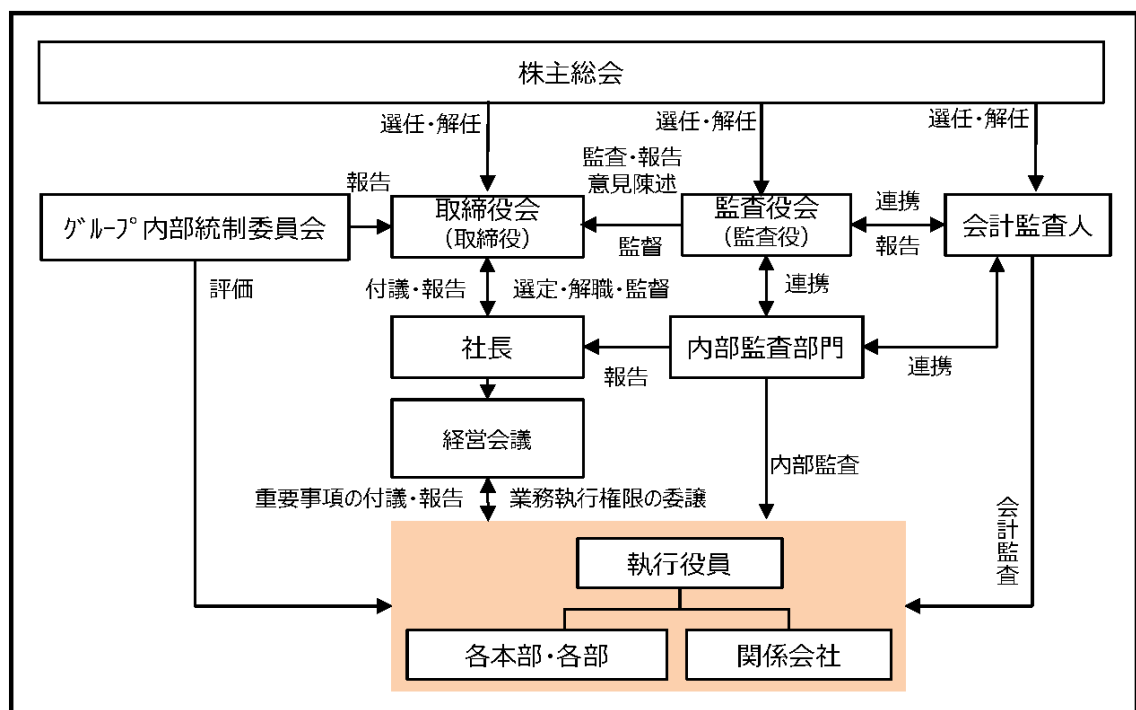 株主総会
選任・解任
選任・解任
選任・解任
監査・報告
意見陳述
報告
グループ内部統制委員会
取締役会
（取締役）
監査役会
（監査役）
連携
会計監査人
監督
報告
評価
付議・報告
選定・解職・監督
連携
社長
報告
内部監査部門
連携
経営会議
内部監査
重要事項の付議・報告
業務執行権限の委譲
会計監査
執行役員
各本部・各部
関係会社